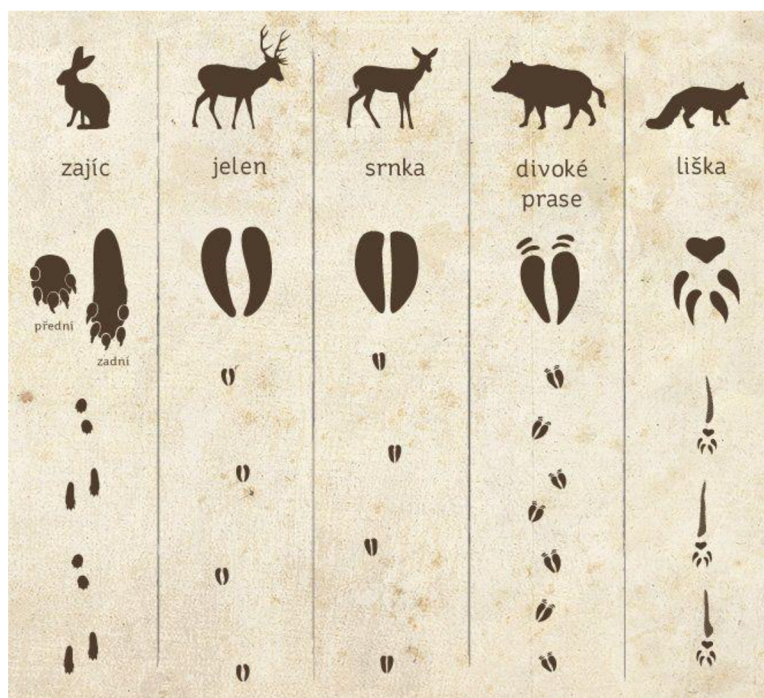 zajíc
jelen
srnka
divoké
prase
liška
přední
zadní